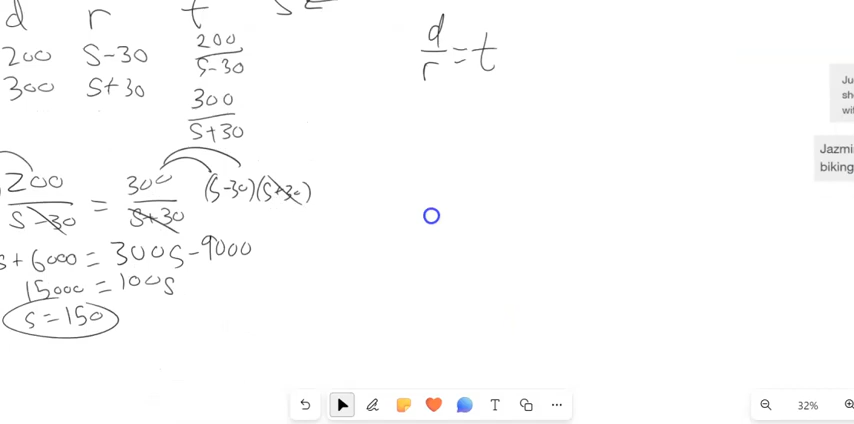 d r t
200 S-30 200/S-30
300 S+30 300/S+30
d/r = t
200/S-30 = 300/S+30 (S-30)(S+30)
s + 6000 = 300S - 9000
15000 = 100s
s = 150
Ju
sh
wit
Jazmi
biking
T
32%